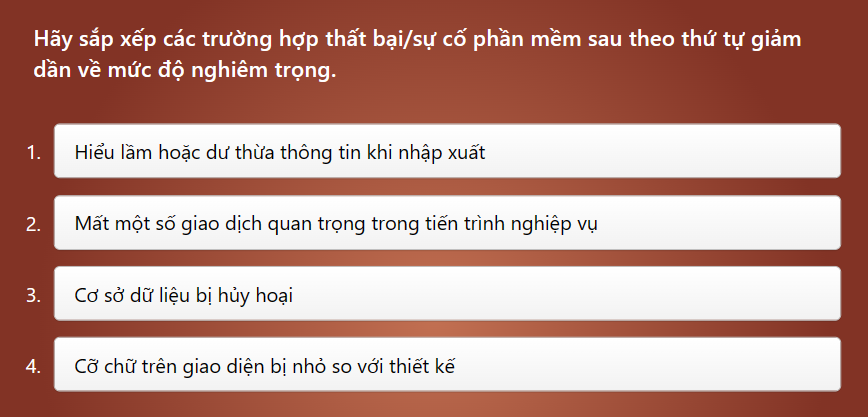 Hãy sắp xếp các trường hợp thất bại/sự cố phần mềm sau theo thứ tự giảm
dần về mức độ nghiêm trọng.
1. Hiểu lầm hoặc dư thừa thông tin khi nhập xuất
2. Mất một số giao dịch quan trọng trong tiến trình nghiệp vụ
3. Cơ sở dữ liệu bị hủy hoại
4. Cỡ chữ trên giao diện bị nhỏ so với thiết kế